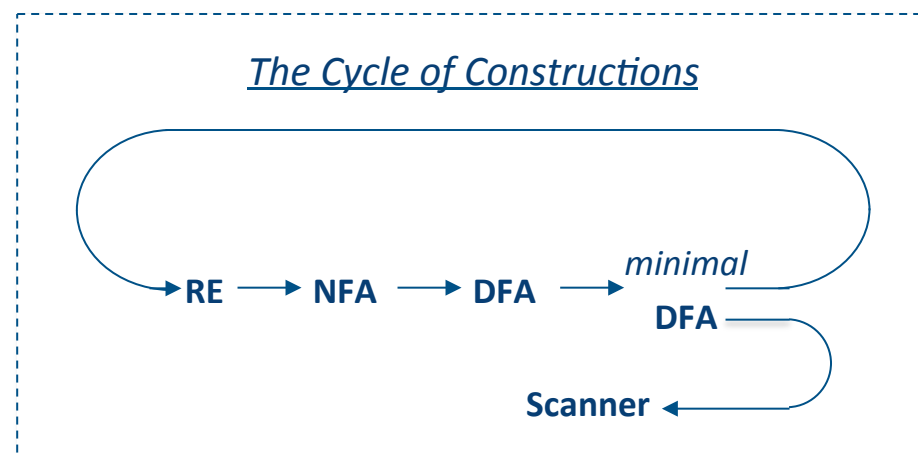 The Cycle of Constructions
minimal
RE NFA DFA
DFA
Scanner